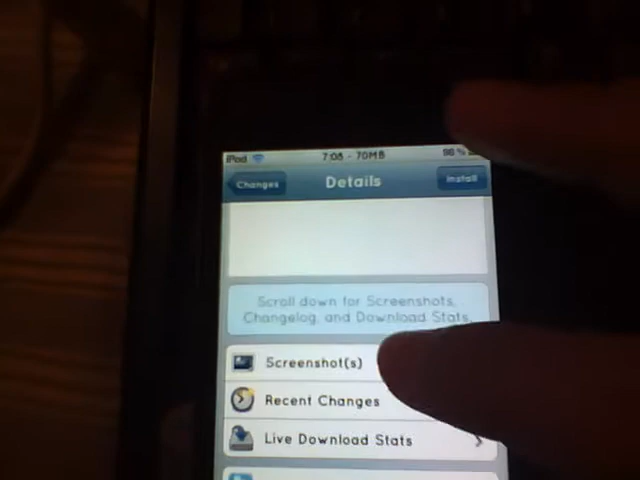 iPod 7:08 - 70MB 98 %
Changes Details Install
Scroll down for Screenshots,
Changelog, and Download Stats.
Screenshot(s)
Recent Changes
Live Download Stats